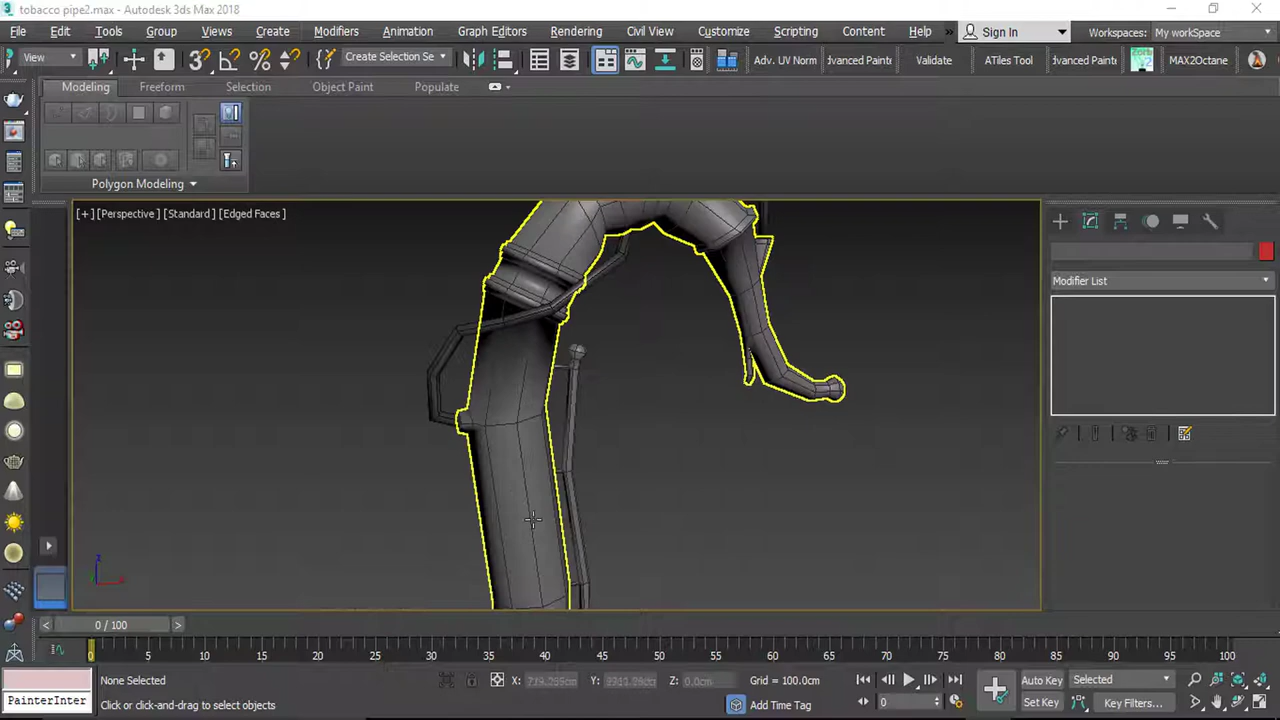 tobacco pipe2.max - Autodesk 3ds Max 2018
File Edit Tools Group Views Create Modifiers Animation Graph Editors Rendering Civil View Customize Scripting Content Help Sign In Workspaces: My workSpace
View Create Selection Se Adv. UV Norn dvanced Painte Validate ATiles Tool dvanced Painte MAX2Octane
Modeling Freeform Selection Object Paint Populate
Polygon Modeling
[+] [Perspective] [Standard] [Edged Faces]
Modifier List
0 / 100
0 5 10 15 20 25 30 35 40 45 50 55 60 65 70 75 80 85 90 95 100
None Selected X: Y: Z: 0.0cm Grid = 100.0cm Auto Key Selected
PainterInter Click or click-and-drag to select objects Add Time Tag 0 Set Key Key Filters...